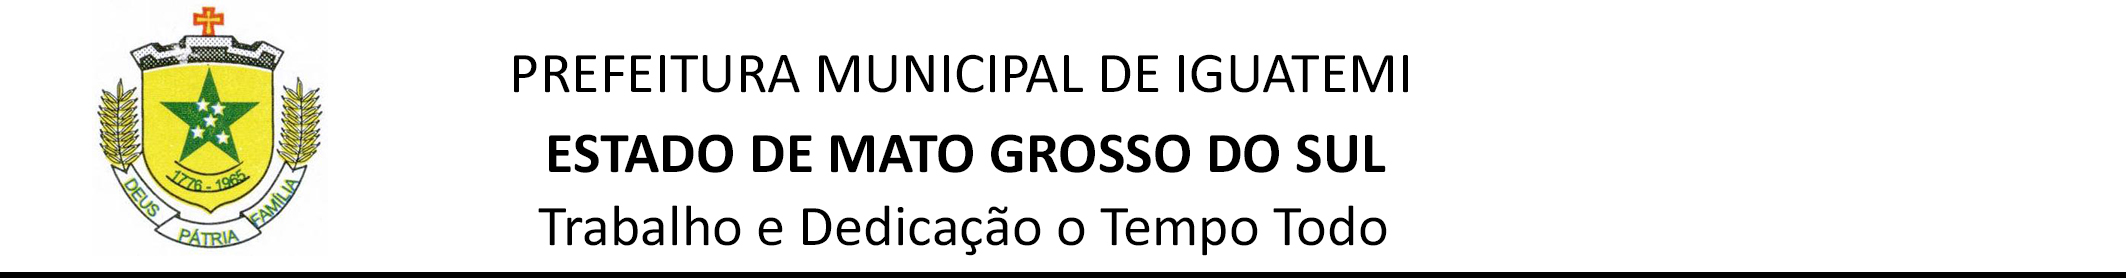 PREFEITURA MUNICIPAL DE IGUATEMI
ESTADO DE MATO GROSSO DO SUL
Trabalho e Dedicação o Tempo Todo
1776 - 1965
DEUS
PÁTRIA
FAMÍLIA